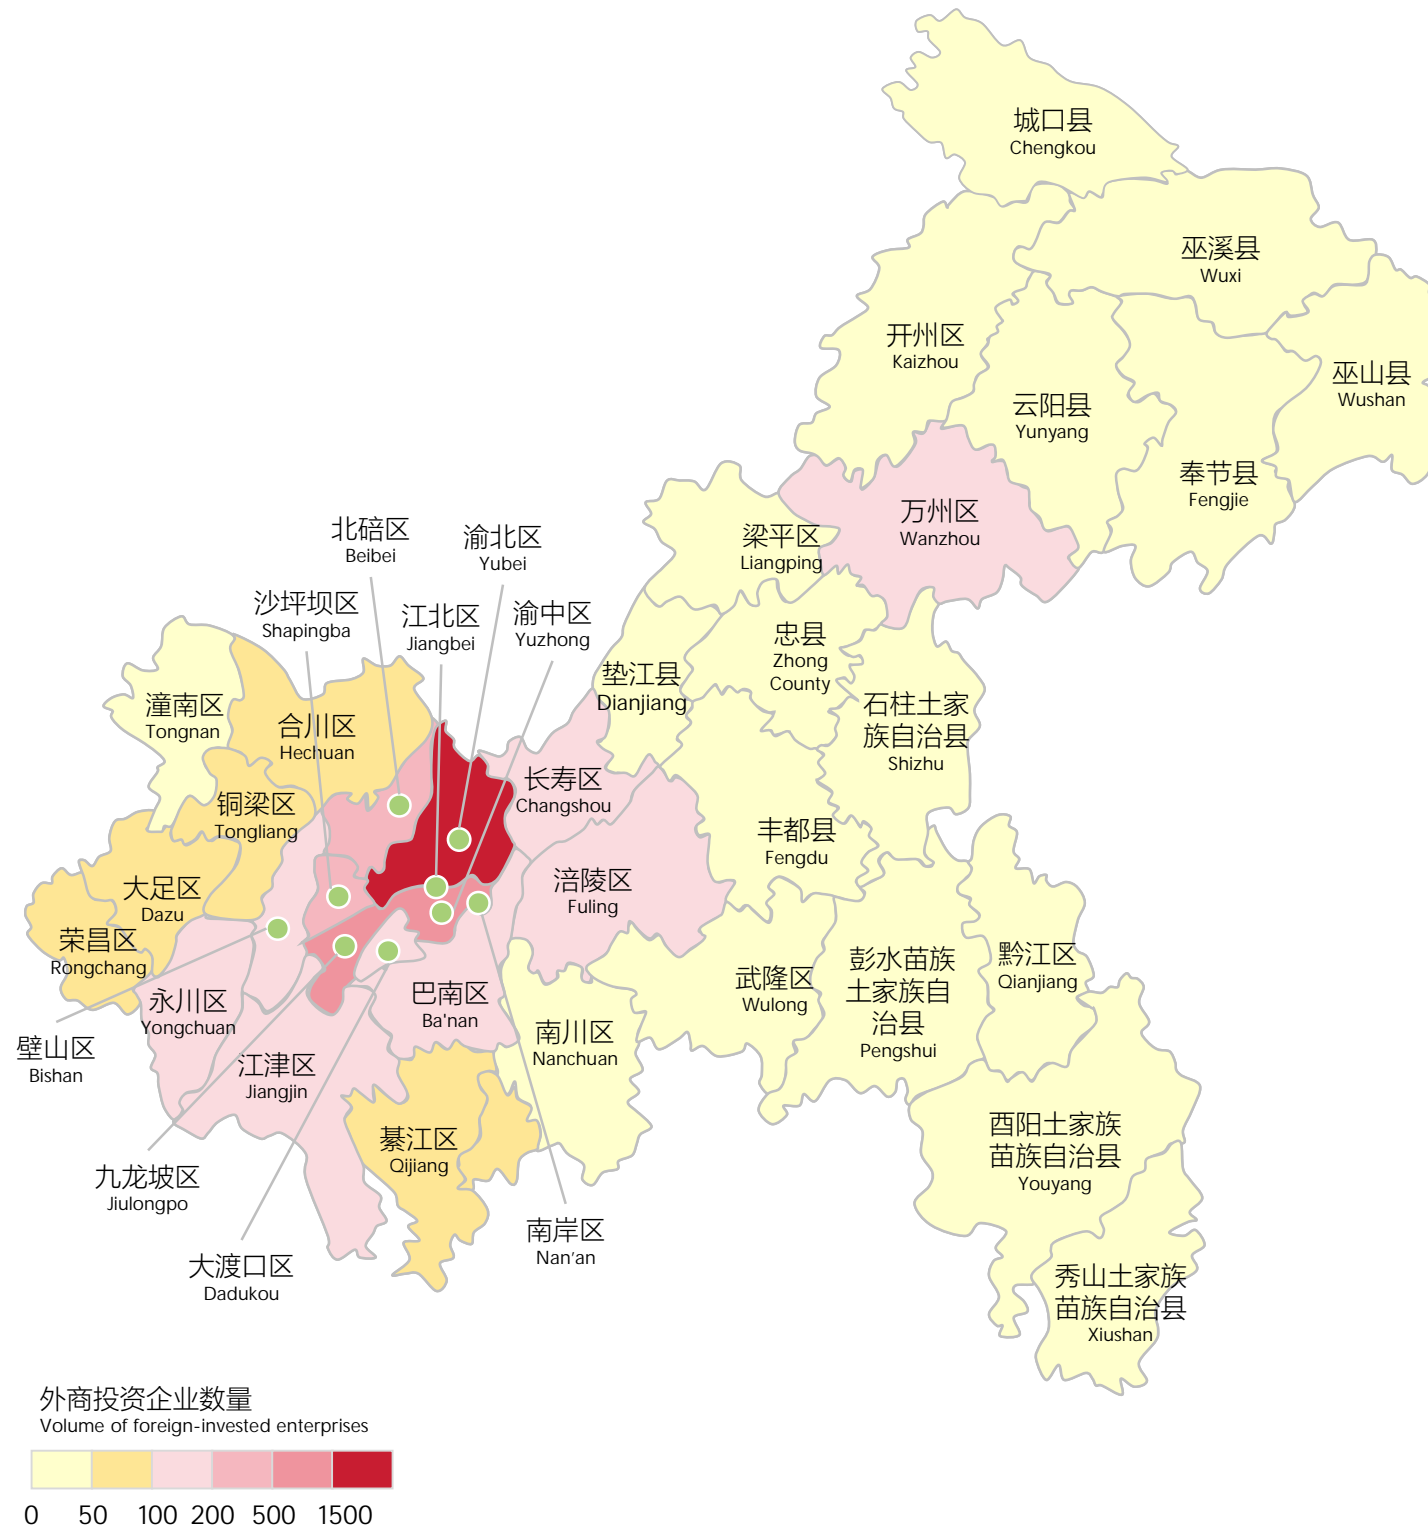 城口县
Chengkou
巫溪县
Wuxi
开州区
Kaizhou
巫山县
Wushan
云阳县
Yunyang
奉节县
Fengjie
万州区
Wanzhou
梁平区
Liangping
北碚区
Beibei
渝北区
Yubei
沙坪坝区
Shapingba
江北区
Jiangbei
渝中区
Yuzhong
忠县
Zhong
County
垫江县
Dianjiang
石柱土家
族自治县
Shizhu
潼南区
Tongnan
合川区
Hechuan
长寿区
Changshou
铜梁区
Tongliang
丰都县
Fengdu
大足区
Dazu
涪陵区
Fuling
荣昌区
Rongchang
彭水苗族
土家族自
治县
Pengshui
黔江区
Qianjiang
武隆区
Wulong
永川区
Yongchuan
巴南区
Ba'nan
南川区
Nanchuan
壁山区
Bishan
江津区
Jiangjin
綦江区
Qijiang
酉阳土家族
苗族自治县
Youyang
九龙坡区
Jiulongpo
南岸区
Nan’an
大渡口区
Dadukou
秀山土家族
苗族自治县
Xiushan
外商投资企业数量
Volume of foreign-invested enterprises
0 50 100 200 500 1500